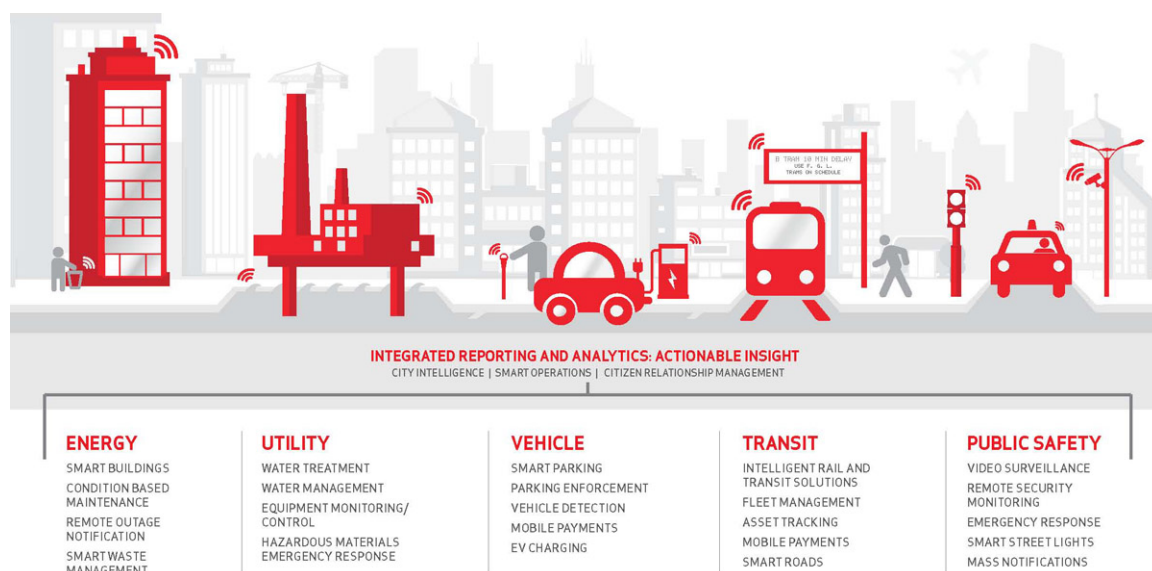 B TRAM 10 MIN DELAY
USE F, G, L,
TRAMS ON SCHEDULE
INTEGRATED REPORTING AND ANALYTICS: ACTIONABLE INSIGHT
CITY INTELLIGENCE | SMART OPERATIONS | CITIZEN RELATIONSHIP MANAGEMENT
ENERGY
SMART BUILDINGS
CONDITION BASED
MAINTENANCE
REMOTE OUTAGE
NOTIFICATION
SMART WASTE
MANAGEMENT
UTILITY
WATER TREATMENT
WATER MANAGEMENT
EQUIPMENT MONITORING/
CONTROL
HAZARDOUS MATERIALS
EMERGENCY RESPONSE
VEHICLE
SMART PARKING
PARKING ENFORCEMENT
VEHICLE DETECTION
MOBILE PAYMENTS
EV CHARGING
TRANSIT
INTELLIGENT RAIL AND
TRANSIT SOLUTIONS
FLEET MANAGEMENT
ASSET TRACKING
MOBILE PAYMENTS
SMART ROADS
PUBLIC SAFETY
VIDEO SURVEILLANCE
REMOTE SECURITY
MONITORING
EMERGENCY RESPONSE
SMART STREET LIGHTS
MASS NOTIFICATIONS